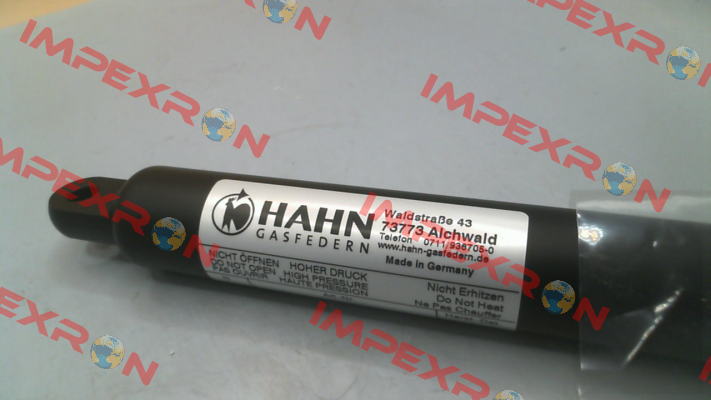 HAHN
GASFEDERN
Waldstraße 43
73773 Aichwald
Telefon 0711/936705-0
www.hahn-gasfedern.de
Made in Germany
NICHT ÖFFNEN HOHER DRUCK Nicht Erhitzen
DO NOT OPEN HIGH PRESSURE Do Not Heat
PAS OUVRIR HAUTE PRESSION Ne Pas Chauffer
IMPEXRON
IMPEXRON
IMPEXRON
IMPEXRON
IMPEXRON
IMPEXRON